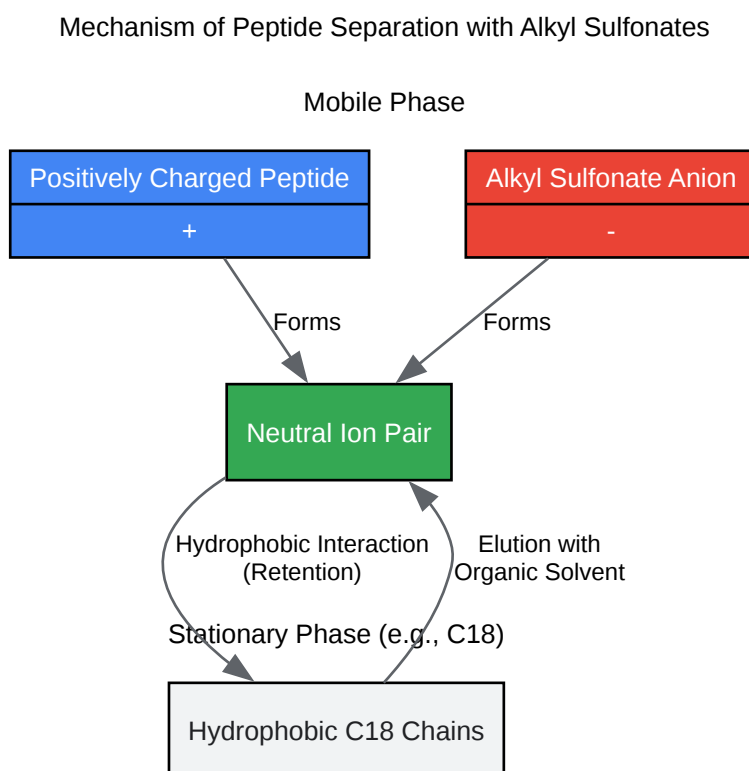 Mechanism of Peptide Separation with Alkyl Sulfonates
Mobile Phase
Positively Charged Peptide
+
Alkyl Sulfonate Anion
-
Forms
Forms
Neutral Ion Pair
Hydrophobic Interaction
(Retention)
Elution with
Organic Solvent
Stationary Phase (e.g., C18)
Hydrophobic C18 Chains